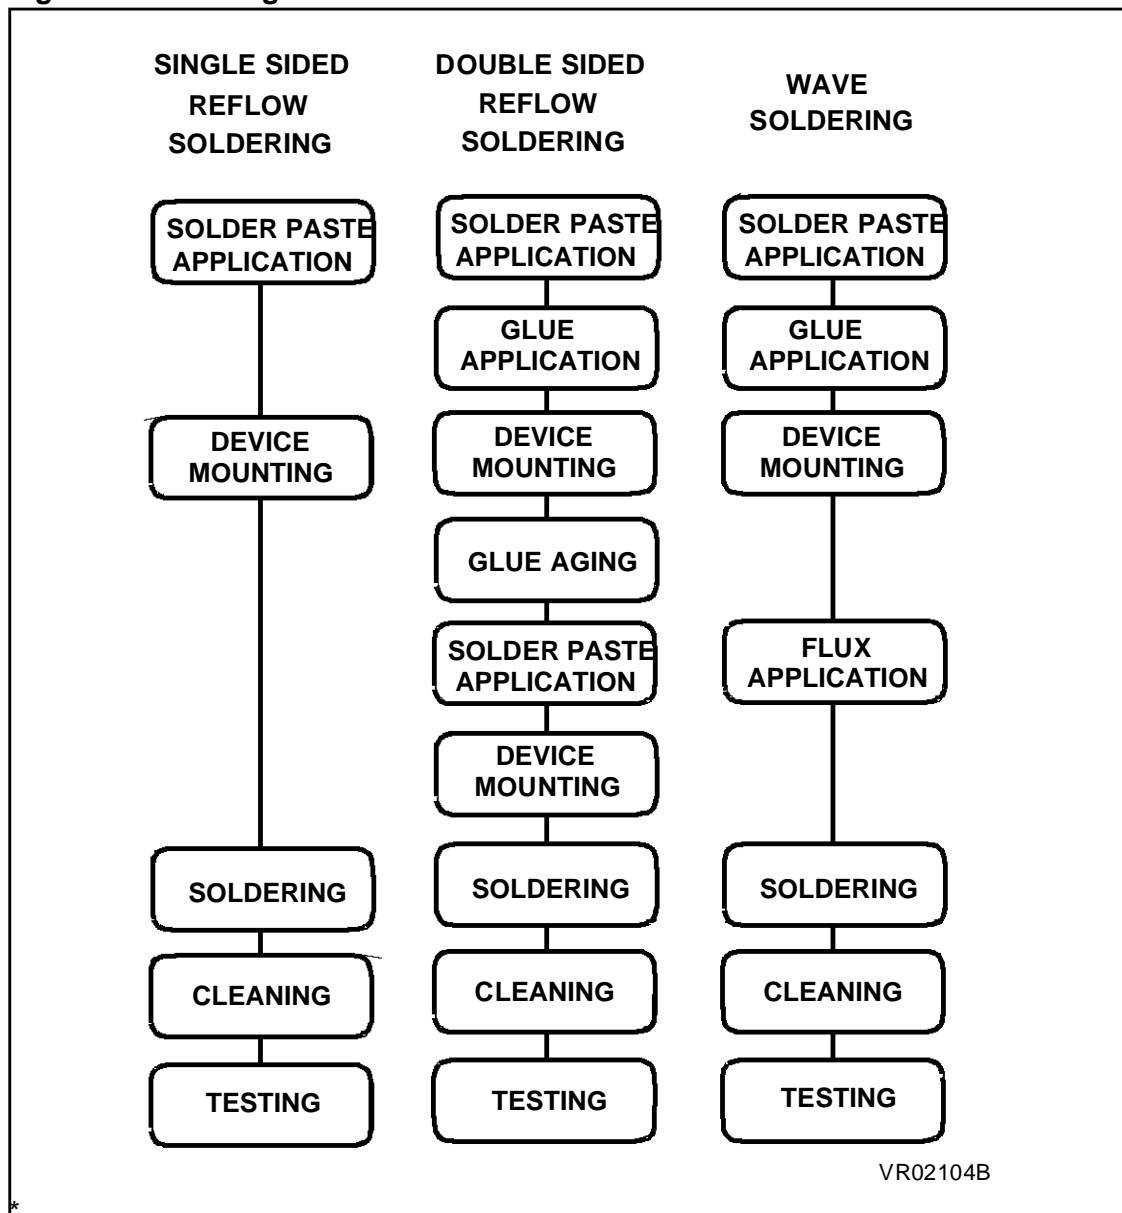 SINGLE SIDED
REFLOW
SOLDERING
SOLDER PASTE
APPLICATION
DEVICE
MOUNTING
SOLDERING
CLEANING
TESTING
DOUBLE SIDED
REFLOW
SOLDERING
SOLDER PASTE
APPLICATION
GLUE
APPLICATION
DEVICE
MOUNTING
GLUE AGING
SOLDER PASTE
APPLICATION
DEVICE
MOUNTING
SOLDERING
CLEANING
TESTING
WAVE
SOLDERING
SOLDER PASTE
APPLICATION
GLUE
APPLICATION
DEVICE
MOUNTING
FLUX
APPLICATION
SOLDERING
CLEANING
TESTING
VR02104B
*